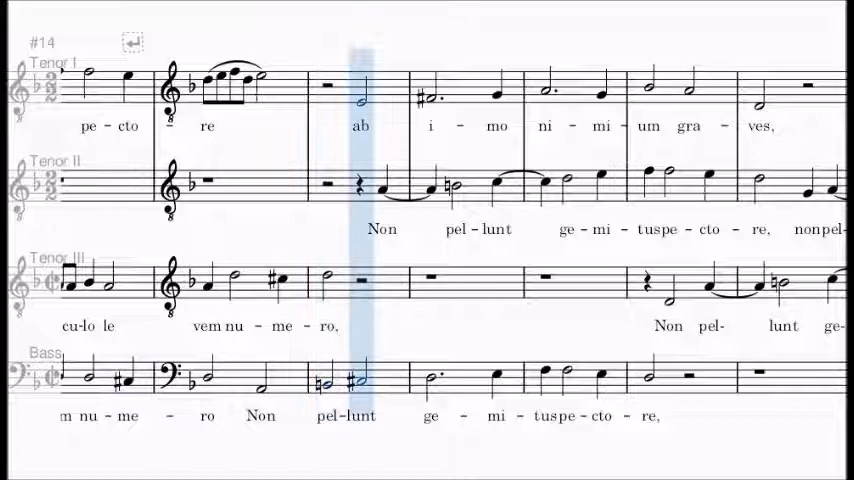 #14
Tenor I
pe - cto - re ab i - mo ni - mi - um gra - ves,
Tenor II
Non pel - lunt ge - mi - tuspe - cto - re, nonpel-
Tenor III
cu-lo le vem nu - me - ro, Non pel- lunt ge-
Bass
m nu - me - ro Non pel-lunt ge - mi - tuspe - cto - re,